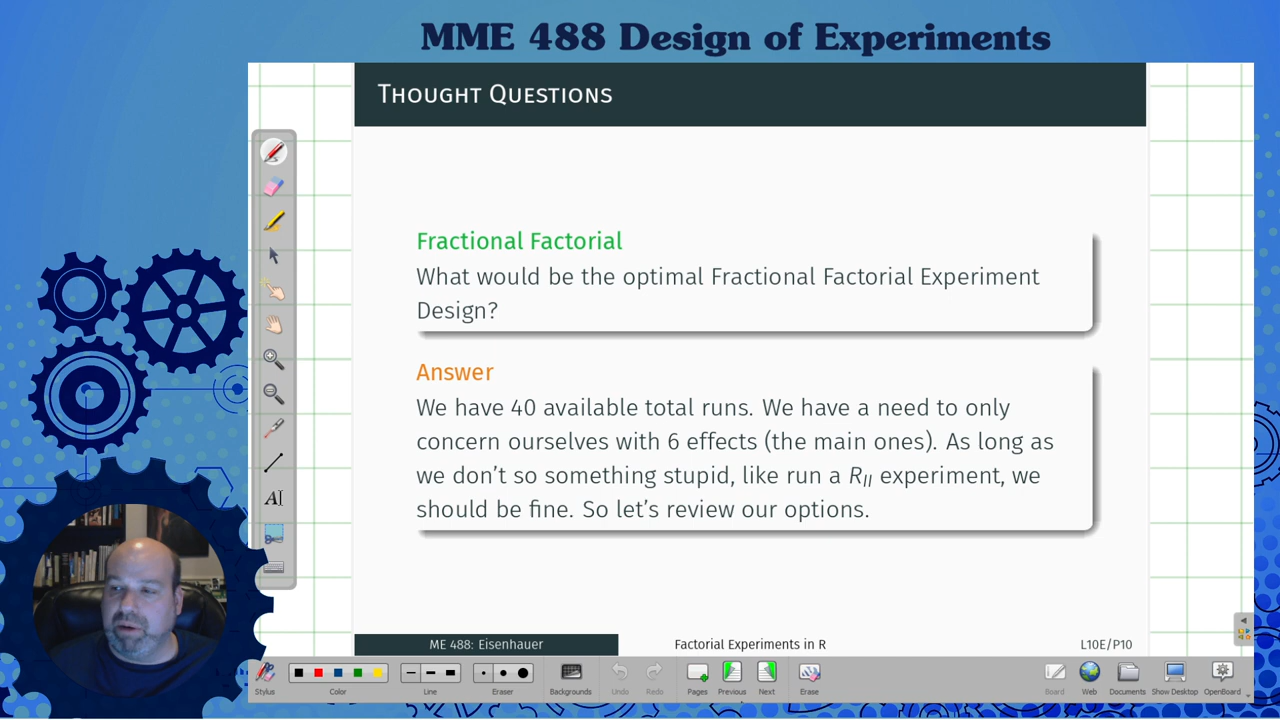 MME 488 Design of Experiments
Thought Questions
Fractional Factorial
What would be the optimal Fractional Factorial Experiment
Design?
Answer
We have 40 available total runs. We have a need to only
concern ourselves with 6 effects (the main ones). As long as
we don't so something stupid, like run a RII experiment, we
should be fine. So let's review our options.
ME 488: Eisenhauer
Factorial Experiments in R
L10E/P10
AI
Stylus
Color
Line
Eraser
Backgrounds
Undo
Redo
Pages
Previous
Next
Erase
Board
Web
Documents
Show Desktop
OpenBoard